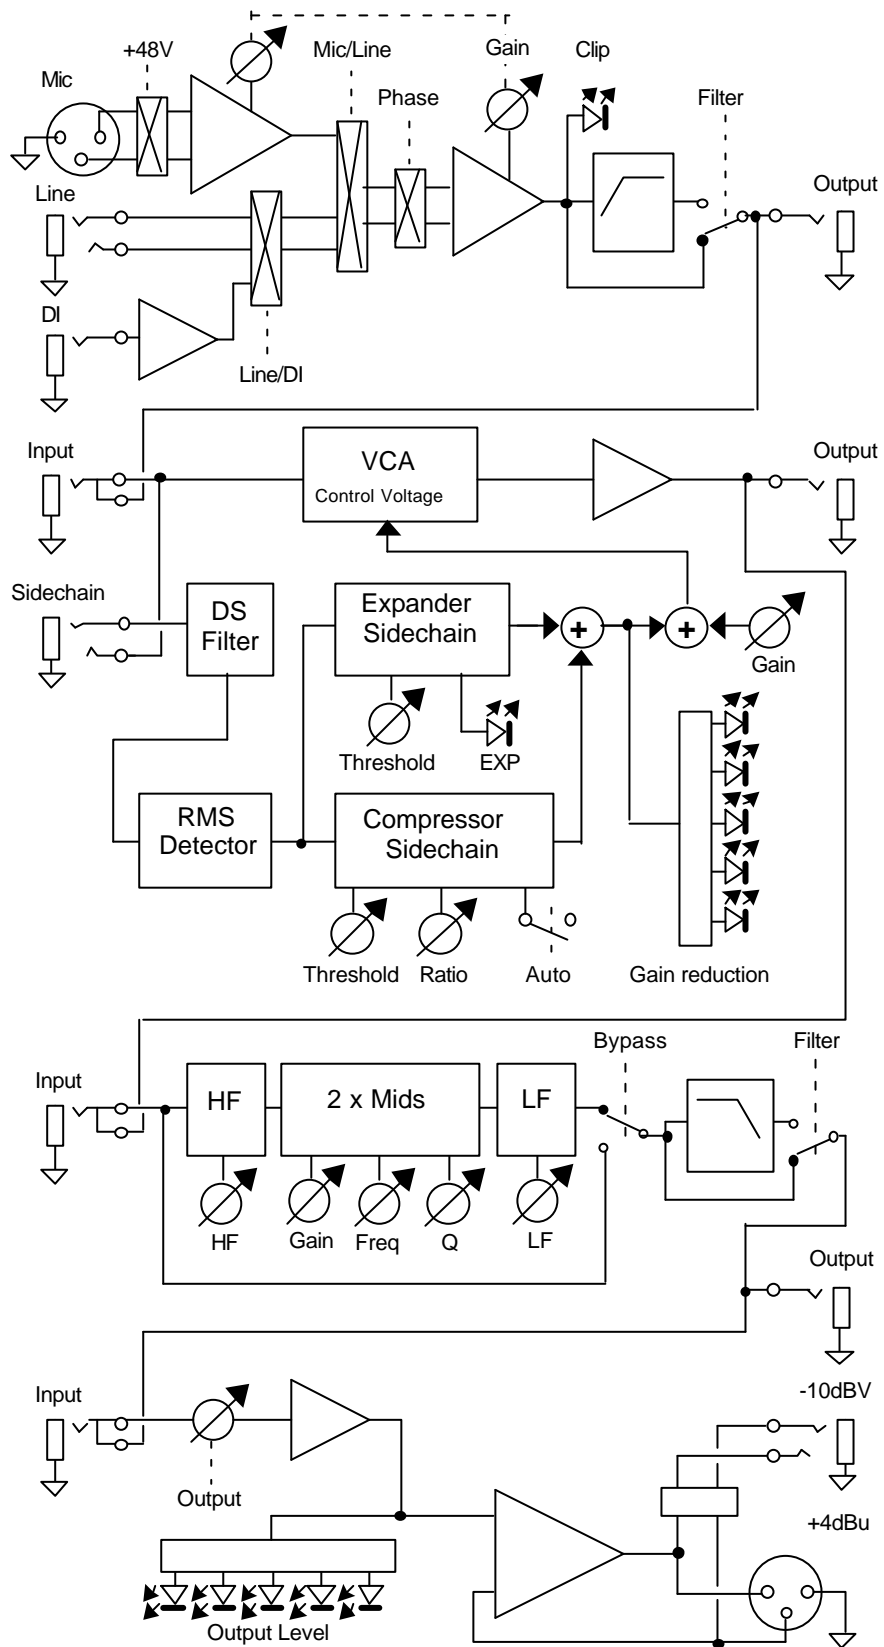 Mic
+48V
Mic/Line
Gain
Clip
Phase
Filter
Line
Output
DI
Line/DI
Input
VCA
Control Voltage
Output
Sidechain
DS
Filter
Expander
Sidechain
+
+
Gain
Threshold
EXP
RMS
Detector
Compressor
Sidechain
Threshold
Ratio
Auto
Gain reduction
Bypass
Filter
Input
HF
2 x Mids
LF
HF
Gain
Freq
Q
LF
Output
Input
-10dBV
Output
+4dBu
Output Level